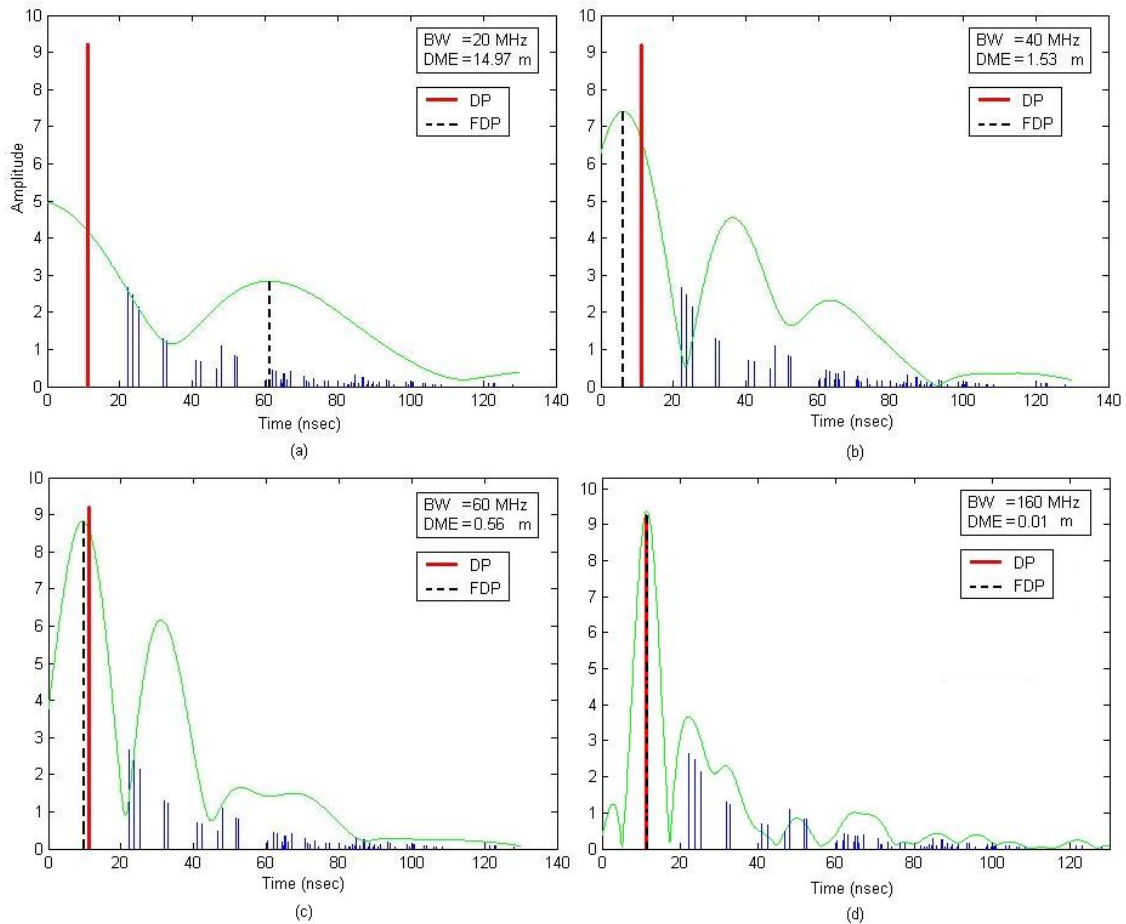 10
9
8
7
6
5
4
3
2
1
0
Amplitude
BW =20 MHz
DME =14.97 m
DP
FDP
0 20 40 60 80 100 120 140
Time (nsec)
(a)
10
9
8
7
6
5
4
3
2
1
0
BW =40 MHz
DME =1.53 m
DP
FDP
0 20 40 60 80 100 120 140
Time (nsec)
(b)
10
9
8
7
6
5
4
3
2
1
0
BW =60 MHz
DME =0.56 m
DP
FDP
0 20 40 60 80 100 120 140
Time (nsec)
(c)
10
9
8
7
6
5
4
3
2
1
0
BW =160 MHz
DME =0.01 m
DP
FDP
0 20 40 60 80 100 120
Time (nsec)
(d)